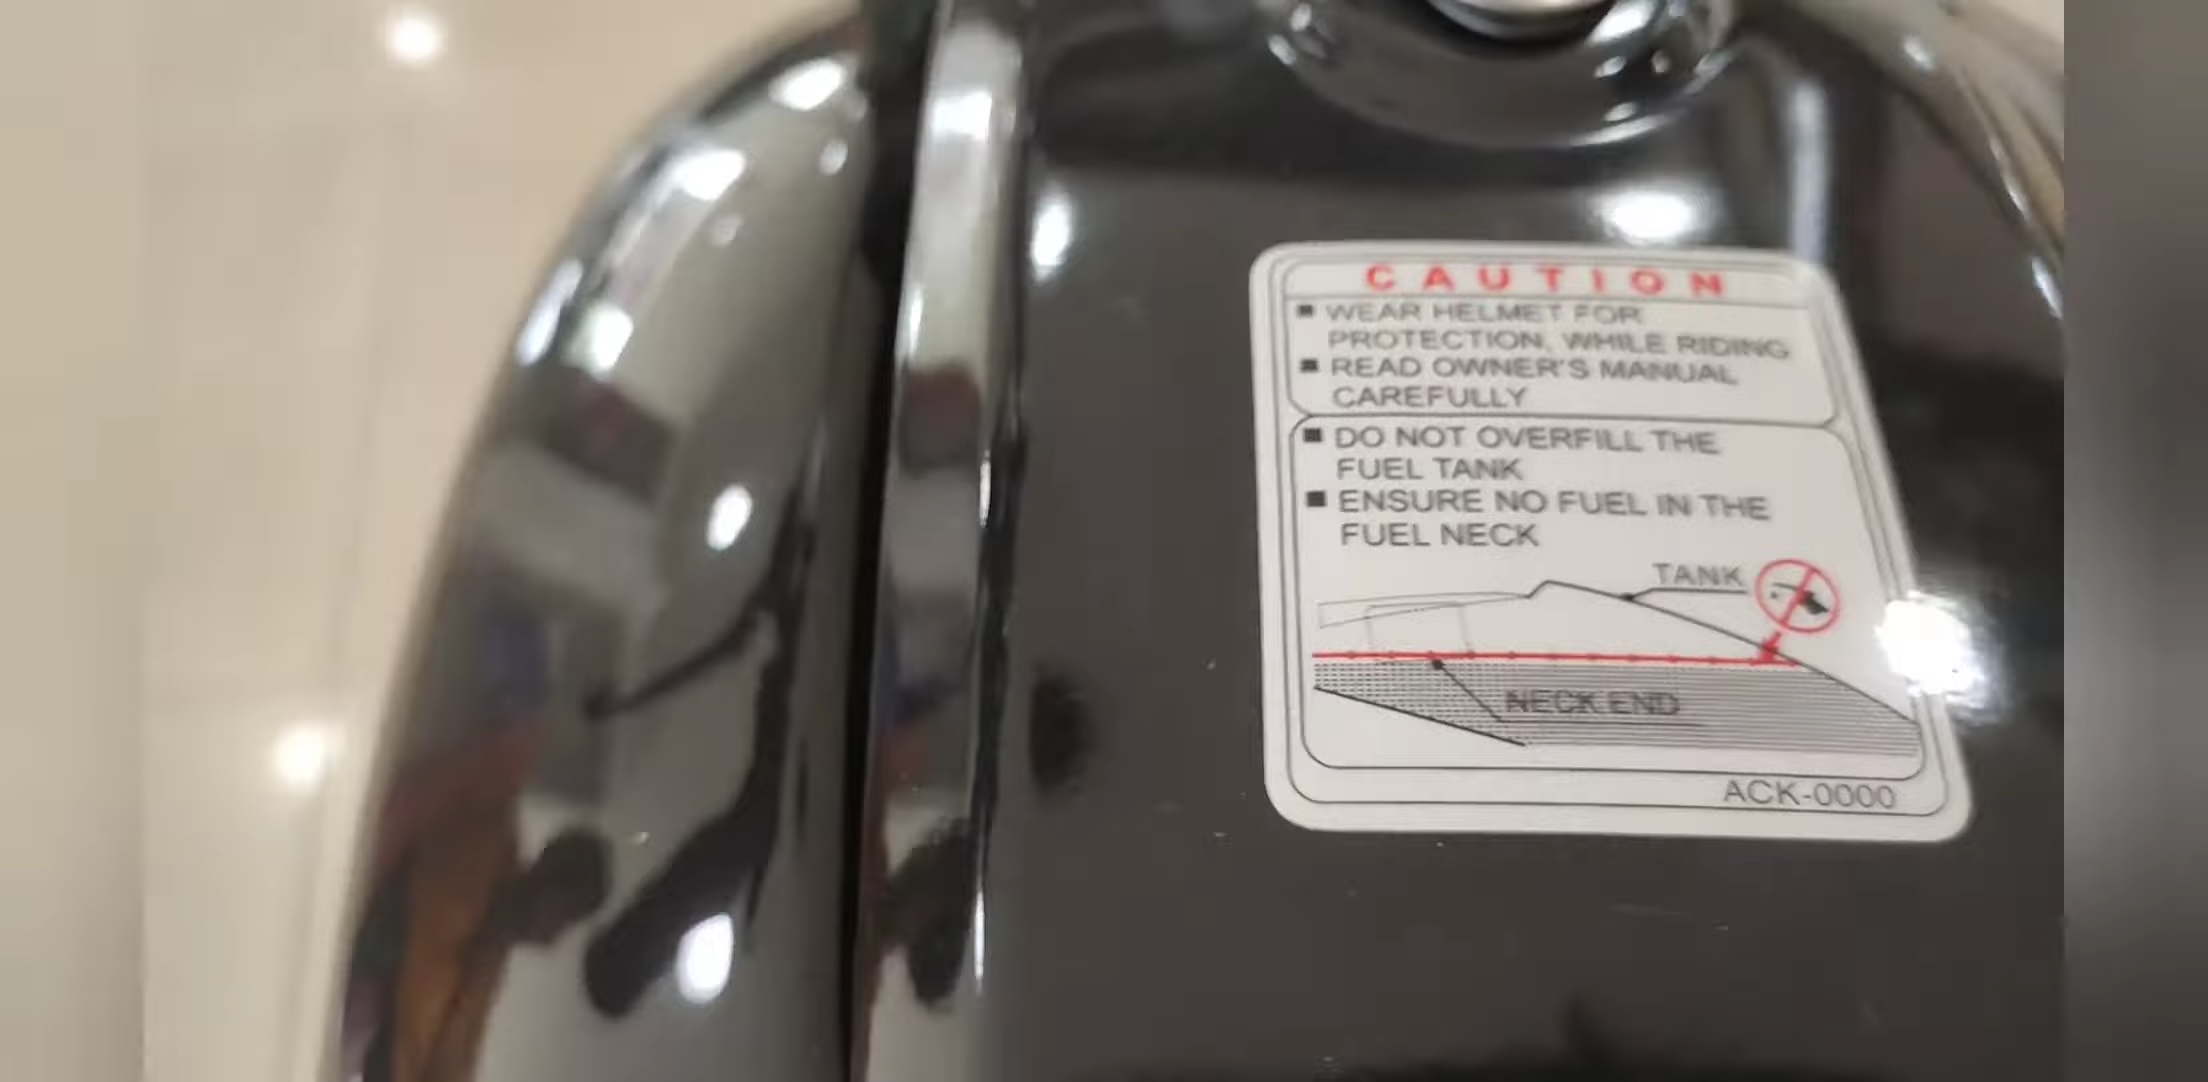 CAUTION
■ WEAR HELMET FOR
PROTECTION, WHILE RIDING
■ READ OWNER'S MANUAL
CAREFULLY
■ DO NOT OVERFILL THE
FUEL TANK
■ ENSURE NO FUEL IN THE
FUEL NECK
TANK
NECK END
ACK-0000